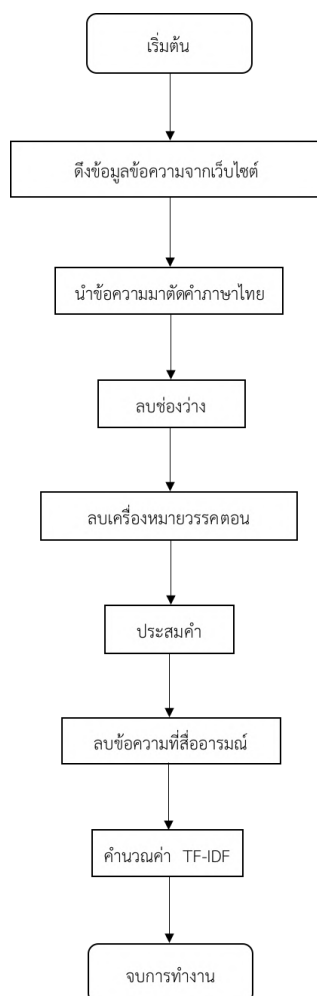 เริ่มต้น
ดึงข้อมูลข้อความจากเว็บไซต์
นำข้อความมาตัดคำภาษาไทย
ลบช่องว่าง
ลบเครื่องหมายวรรคตอน
ประสมคำ
ลบข้อความที่สื่ออารมณ์
คำนวณค่า TF-IDF
จบการทำงาน